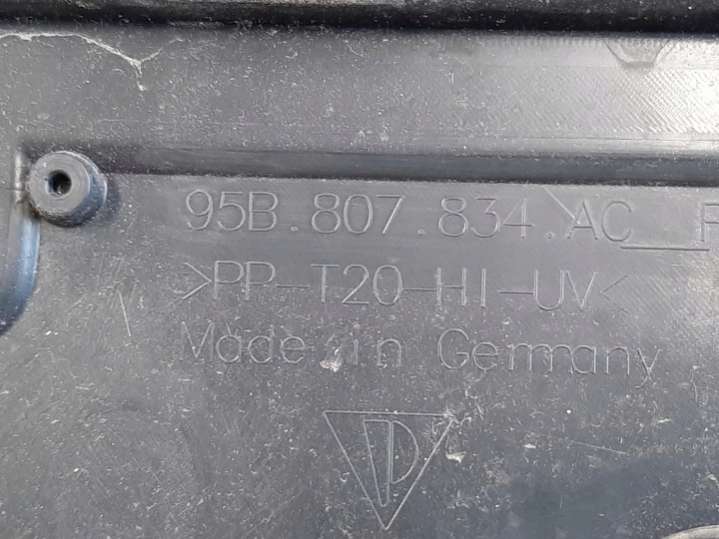 95B.807.834.AC F
>PP-T20-HI-UV<
Made in Germany